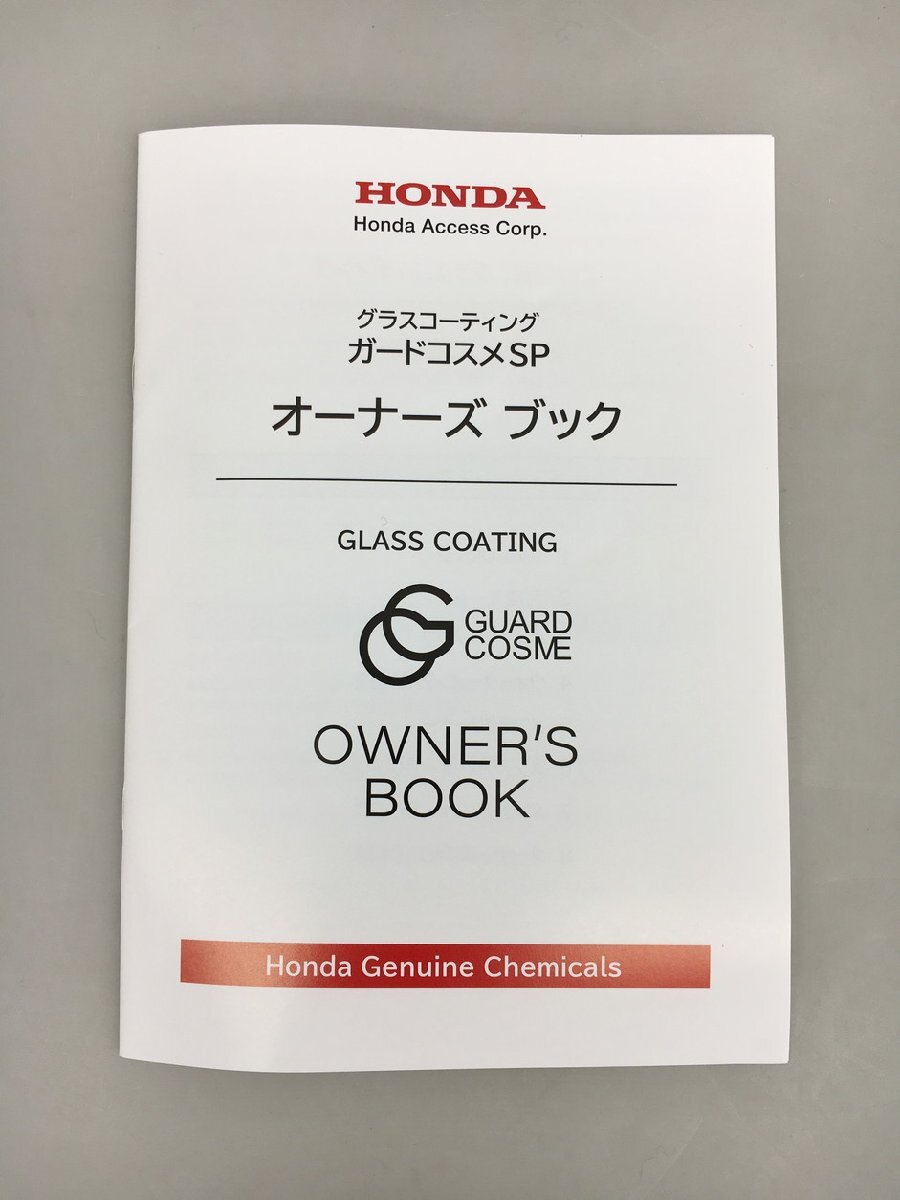 HONDA
Honda Access Corp.
グラスコーティング
ガードコスメSP
オーナーズ ブック
GLASS COATING
GUARD
COSME
OWNER'S
BOOK
Honda Genuine Chemicals